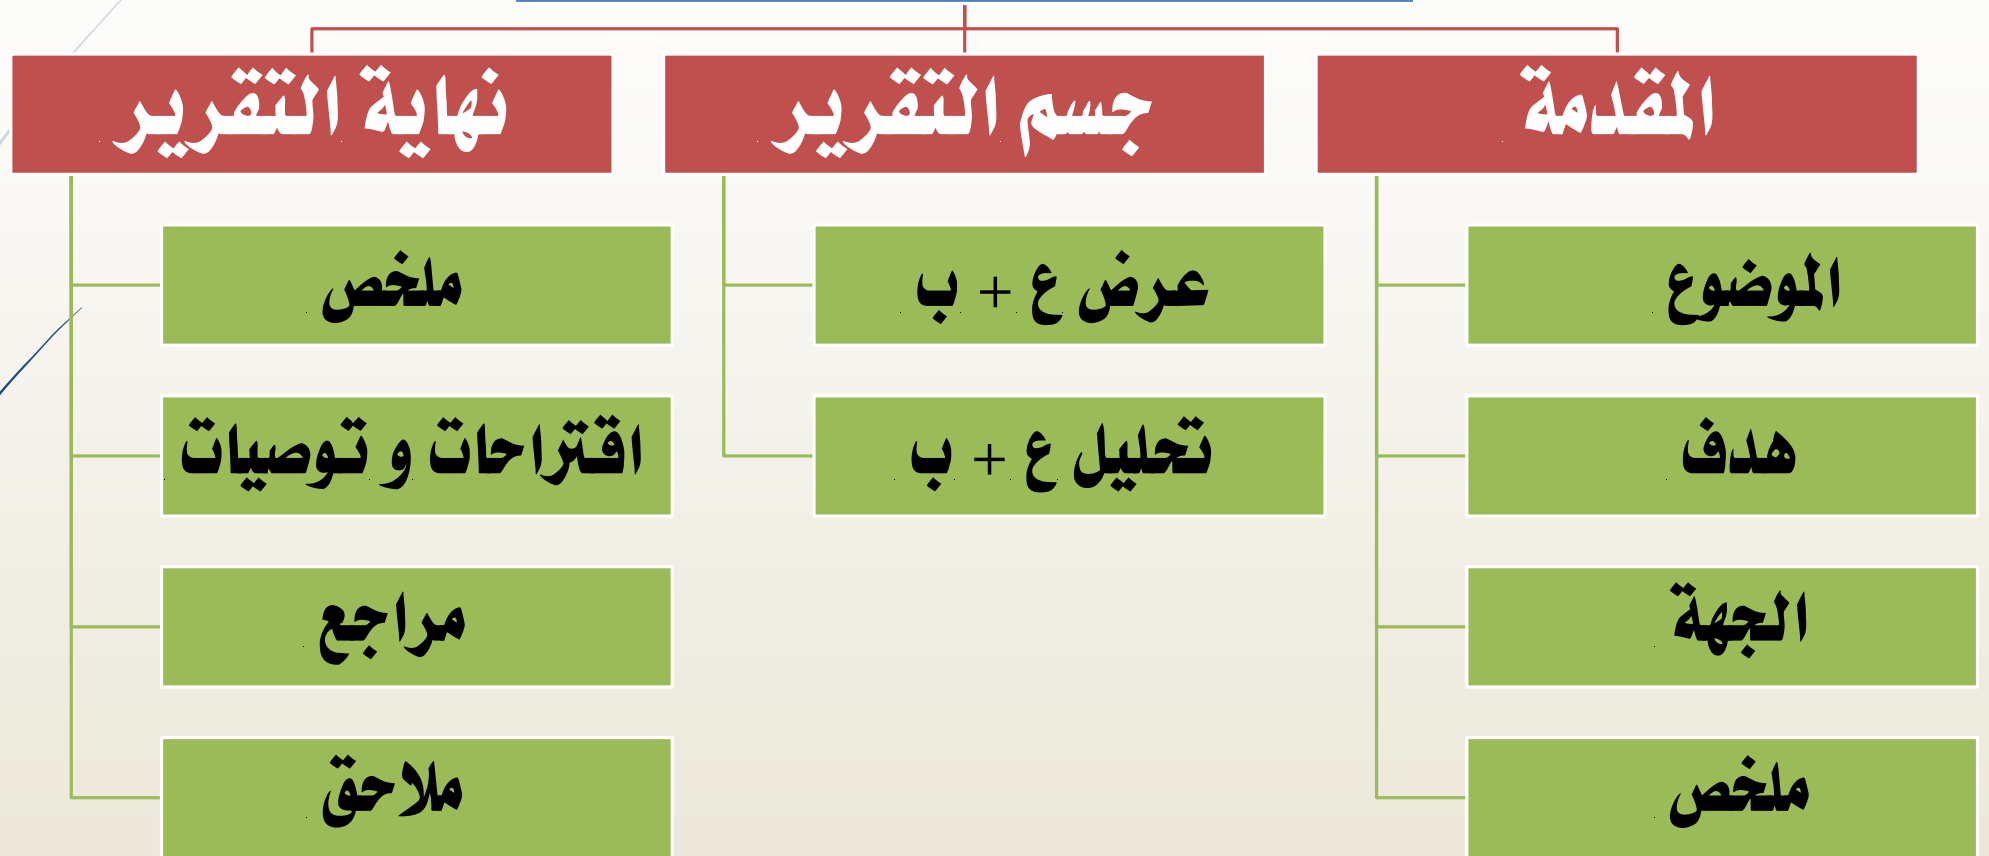 المقدمة
الموضوع
هدف
الجهة
ملخص
جسم التقرير
عرض ع + ب
تحليل ع + ب
نهاية التقرير
ملخص
اقتراحات و توصيات
مراجع
ملاحق